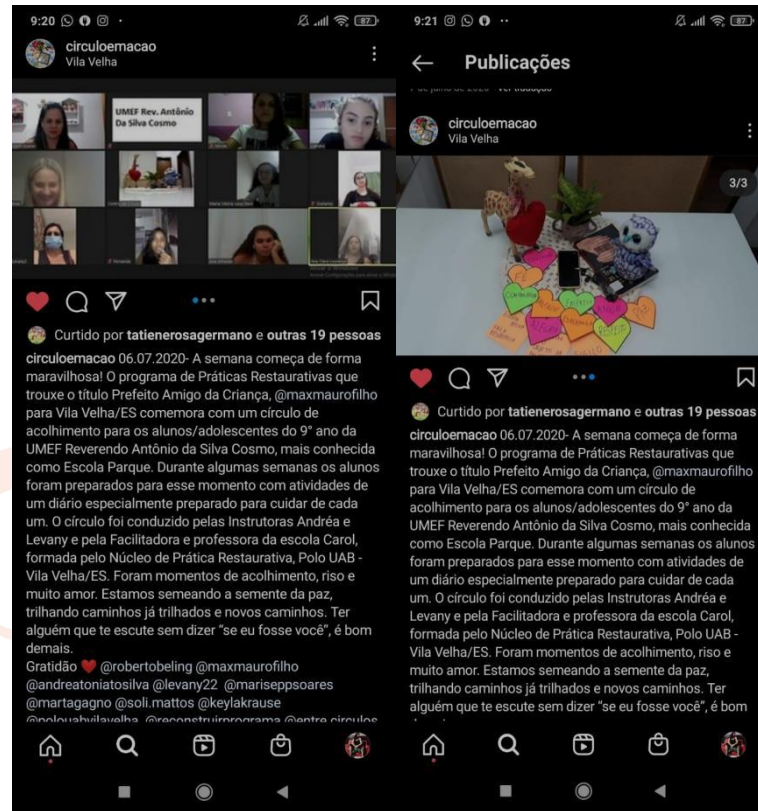 9:20
87
circuloemacao
Vila Velha
UMEF Rev. Antônio
Da Silva Cosmo
Curtido por tatienerosagermano e outras 19 pessoas
circuloemacao 06.07.2020- A semana começa de forma
maravilhosa! O programa de Práticas Restaurativas que
trouxe o título Prefeito Amigo da Criança, @maxmaurofilho
para Vila Velha/ES comemora com um círculo de
acolhimento para os alunos/adolescentes do 9° ano da
UMEF Reverendo Antônio da Silva Cosmo, mais conhecida
como Escola Parque. Durante algumas semanas os alunos
foram preparados para esse momento com atividades de
um diário especialmente preparado para cuidar de cada
um. O círculo foi conduzido pelas Instrutoras Andréa e
Levany e pela Facilitadora e professora da escola Carol,
formada pelo Núcleo de Prática Restaurativa, Polo UAB -
Vila Velha/ES. Foram momentos de acolhimento, riso e
muito amor. Estamos semeando a semente da paz,
trilhando caminhos já trilhados e novos caminhos. Ter
alguém que te escute sem dizer “se eu fosse você”, é bom
demais.
Gratidão ❤️ @robertobeling @maxmaurofilho
@andreatoniatosilva @levany22 @mariseppsoares
@martagagno @soli.mattos @keylakrause
@polouabvilavelha @reconstruirprograma @entre.circulos
9:21
87
Publicações
circuloemacao
Vila Velha
3/3
RESPEITO
Curtido por tatienerosagermano e outras 19 pessoas
circuloemacao 06.07.2020- A semana começa de forma
maravilhosa! O programa de Práticas Restaurativas que
trouxe o título Prefeito Amigo da Criança, @maxmaurofilho
para Vila Velha/ES comemora com um círculo de
acolhimento para os alunos/adolescentes do 9° ano da
UMEF Reverendo Antônio da Silva Cosmo, mais conhecida
como Escola Parque. Durante algumas semanas os alunos
foram preparados para esse momento com atividades de
um diário especialmente preparado para cuidar de cada
um. O círculo foi conduzido pelas Instrutoras Andréa e
Levany e pela Facilitadora e professora da escola Carol,
formada pelo Núcleo de Prática Restaurativa, Polo UAB -
Vila Velha/ES. Foram momentos de acolhimento, riso e
muito amor. Estamos semeando a semente da paz,
trilhando caminhos já trilhados e novos caminhos. Ter
alguém que te escute sem dizer “se eu fosse você”, é bom